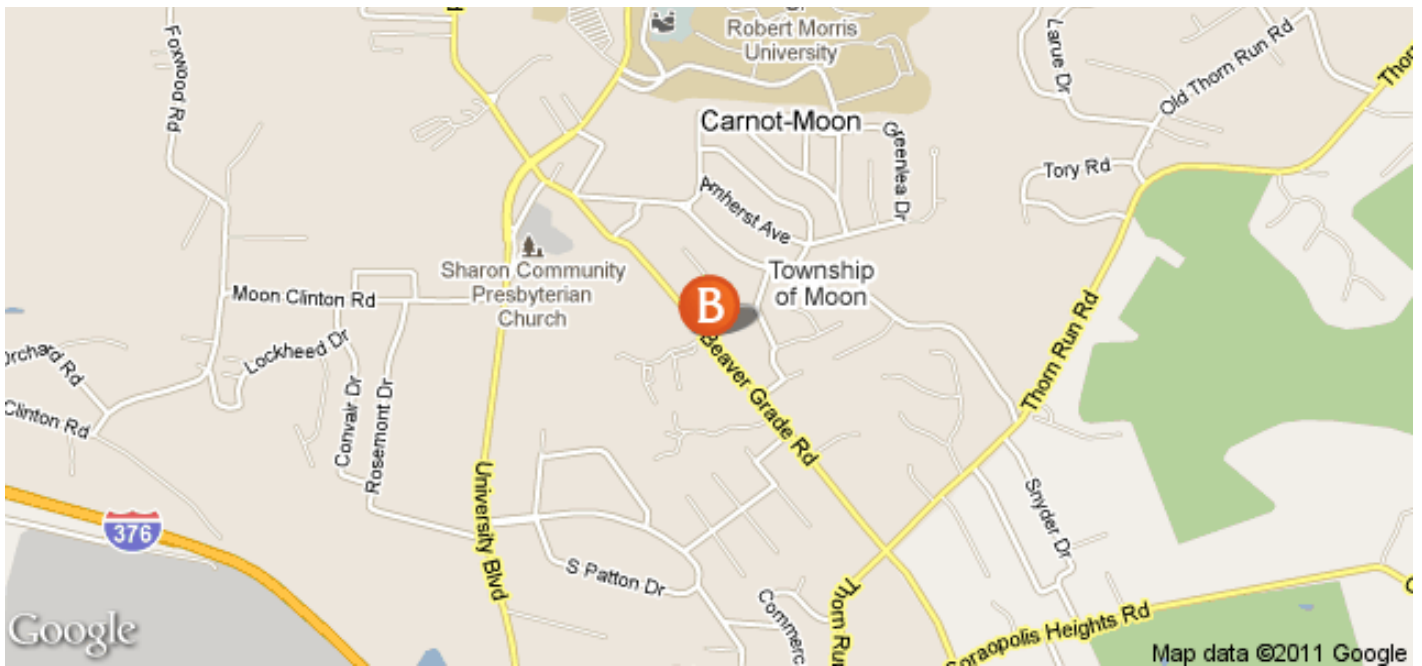 Robert Morris
University
Foxwood Rd
Larue Dr
Old Thorn Run Rd
Carnot-Moon
Greenlea Dr
Tory Rd
Amherst Ave
Sharon Community
Presbyterian
Church
Township
of Moon
Moon Clinton Rd
B
Lockheed Dr
Orchard Rd
Clinton Rd
Convair Dr
Rosemont Dr
Beaver Grade Rd
Thorn Run Rd
University Blvd
376
Snyder Dr
S Patton Dr
Commerc
Thorn Run
Coraopolis Heights Rd
Google
Map data ©2011 Google